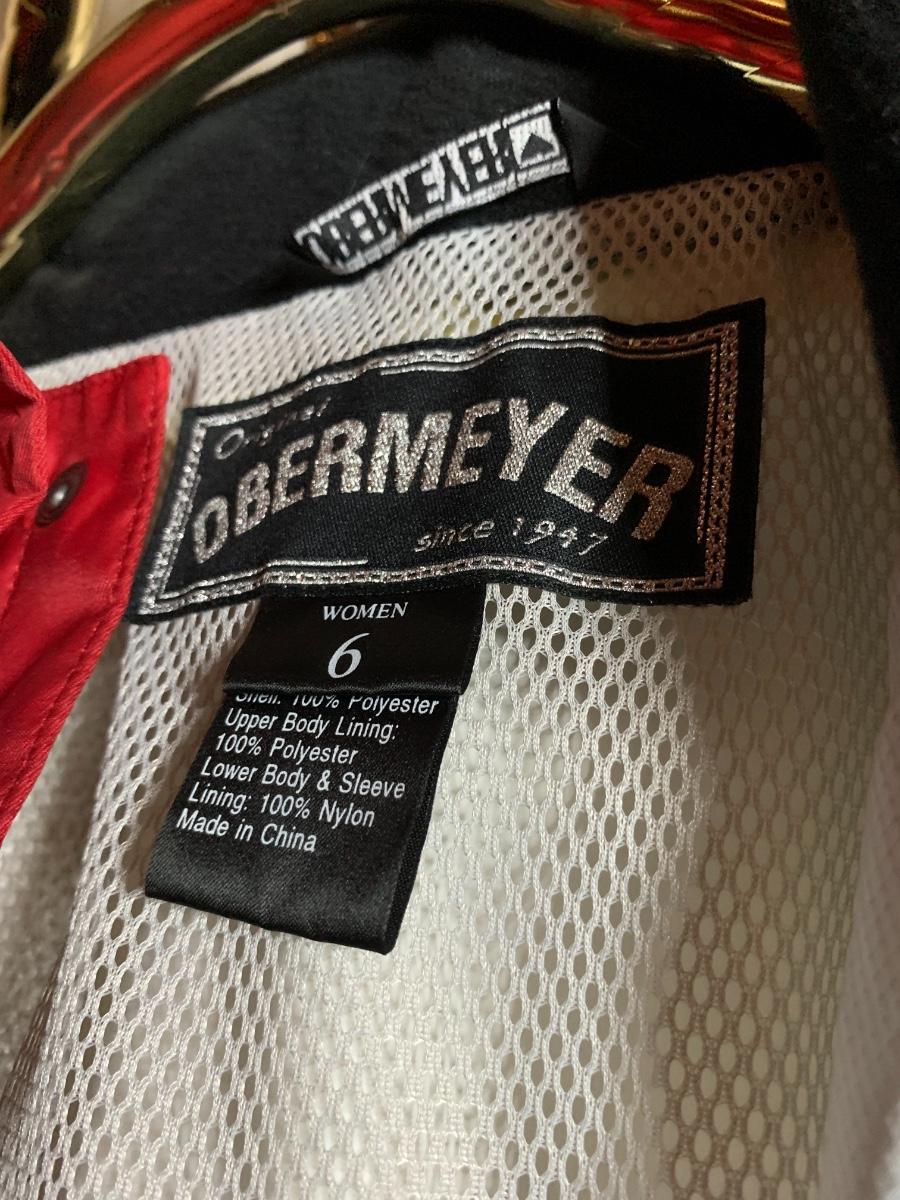 OBERMEYER
Original
OBERMEYER
since 1947
WOMEN
6
Shell: 100% Polyester
Upper Body Lining:
100% Polyester
Lower Body & Sleeve
Lining: 100% Nylon
Made in China